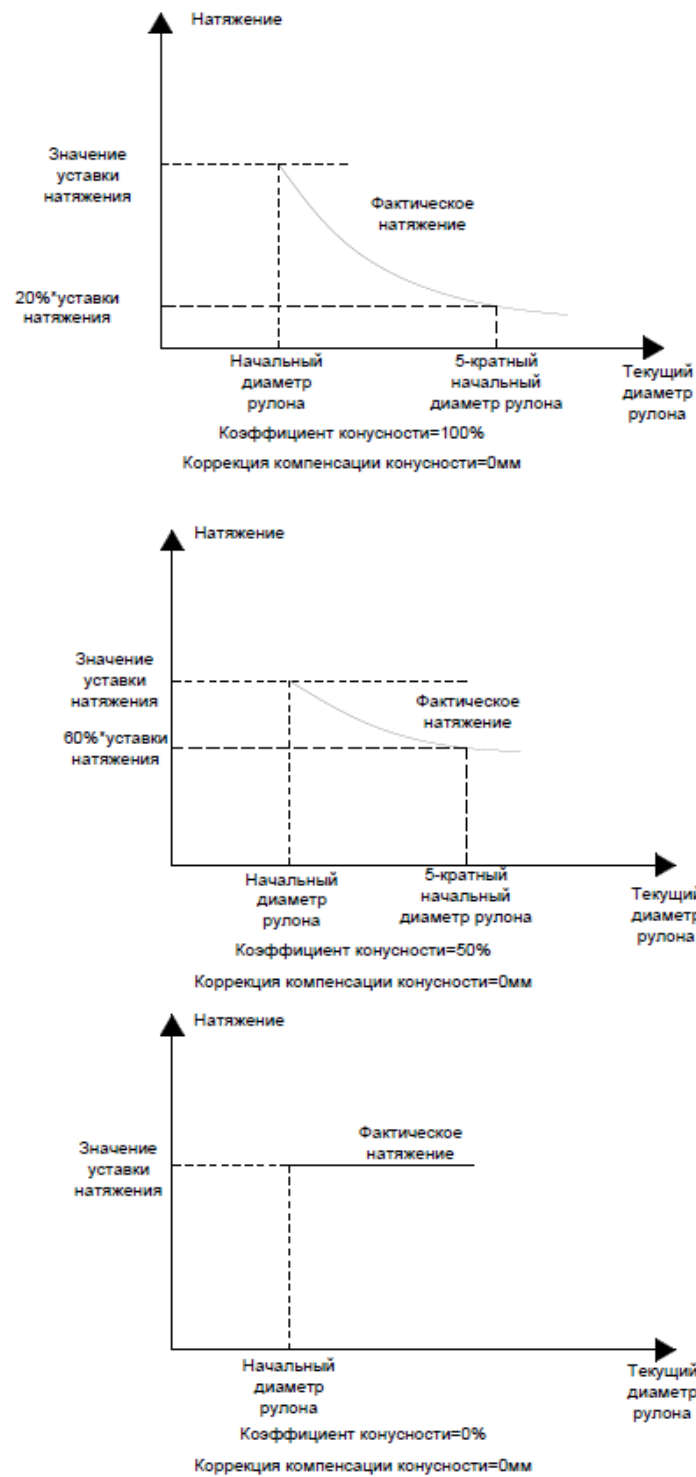 Натяжение
Значение
уставки
натяжения
Фактическое
натяжение
20%*уставки
натяжения
Начальный
диаметр
рулона
5-кратный
начальный
диаметр рулона
Текущий
диаметр
рулона
Коэффициент конусности=100%
Коррекция компенсации конусности=0мм
Натяжение
Значение
уставки
натяжения
Фактическое
натяжение
60%*уставки
натяжения
Начальный
диаметр
рулона
5-кратный
начальный
диаметр рулона
Текущий
диаметр
рулона
Коэффициент конусности=50%
Коррекция компенсации конусности=0мм
Натяжение
Значение
уставки
натяжения
Фактическое
натяжение
Начальный
диаметр
рулона
Текущий
диаметр
рулона
Коэффициент конусности=0%
Коррекция компенсации конусности=0мм